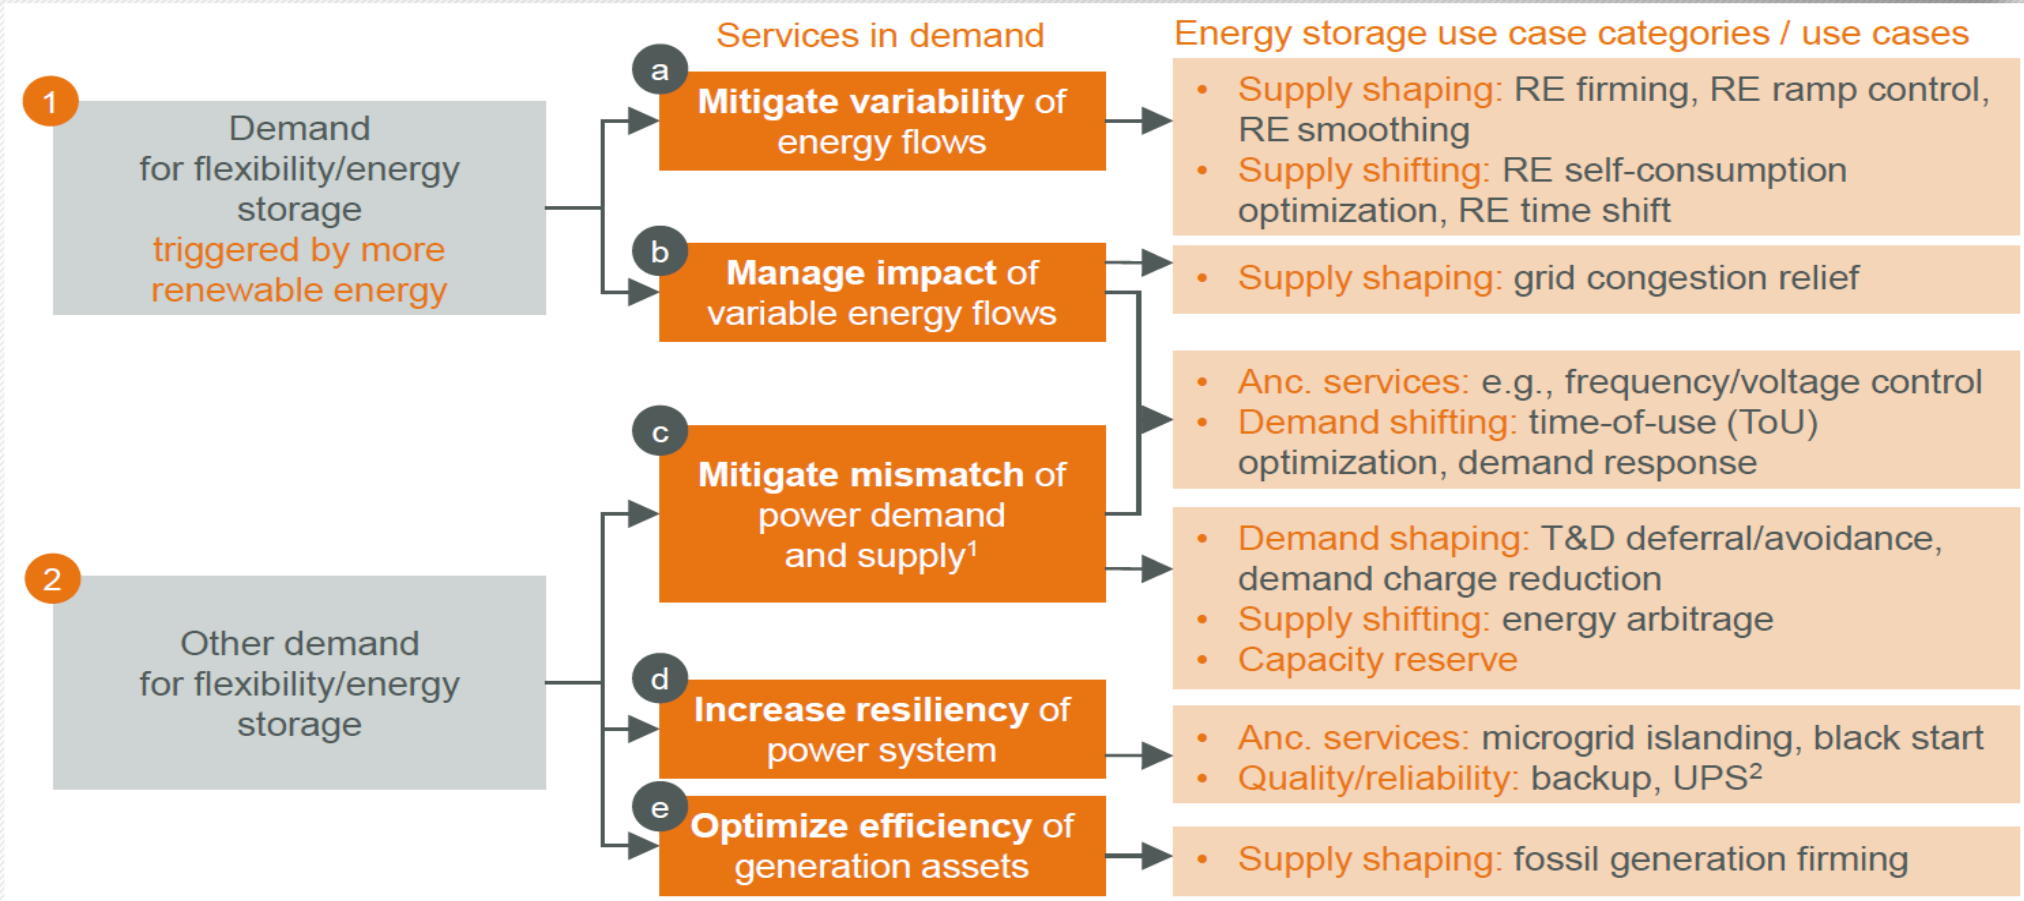 Services in demand
Energy storage use case categories / use cases
1
Demand
for flexibility/energy
storage
triggered by more
renewable energy
a
Mitigate variability of
energy flows
• Supply shaping: RE firming, RE ramp control,
RE smoothing
• Supply shifting: RE self-consumption
optimization, RE time shift
b
Manage impact of
variable energy flows
• Supply shaping: grid congestion relief
• Anc. services: e.g., frequency/voltage control
• Demand shifting: time-of-use (ToU)
optimization, demand response
2
Other demand
for flexibility/energy
storage
c
Mitigate mismatch of
power demand
and supply¹
• Demand shaping: T&D deferral/avoidance,
demand charge reduction
• Supply shifting: energy arbitrage
• Capacity reserve
d
Increase resiliency of
power system
• Anc. services: microgrid islanding, black start
• Quality/reliability: backup, UPS²
e
Optimize efficiency of
generation assets
• Supply shaping: fossil generation firming